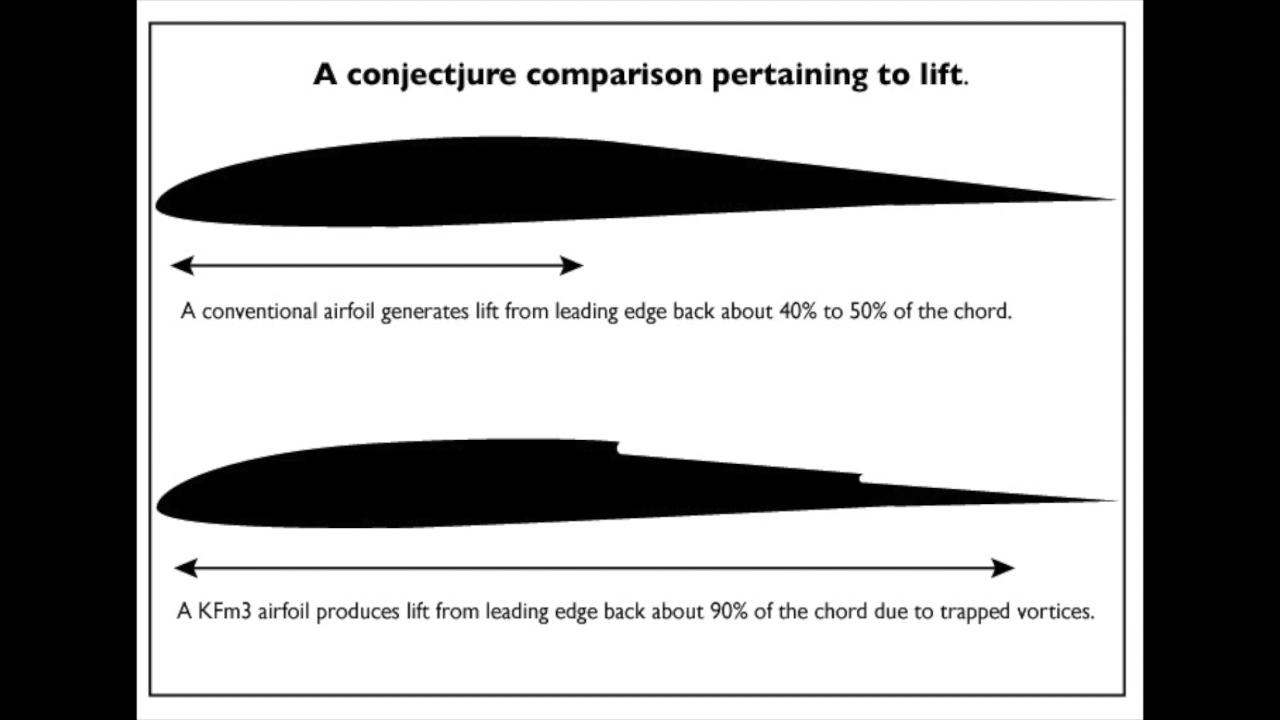 A conjectjure comparison pertaining to lift.
A conventional airfoil generates lift from leading edge back about 40% to 50% of the chord.
A KFm3 airfoil produces lift from leading edge back about 90% of the chord due to trapped vortices.